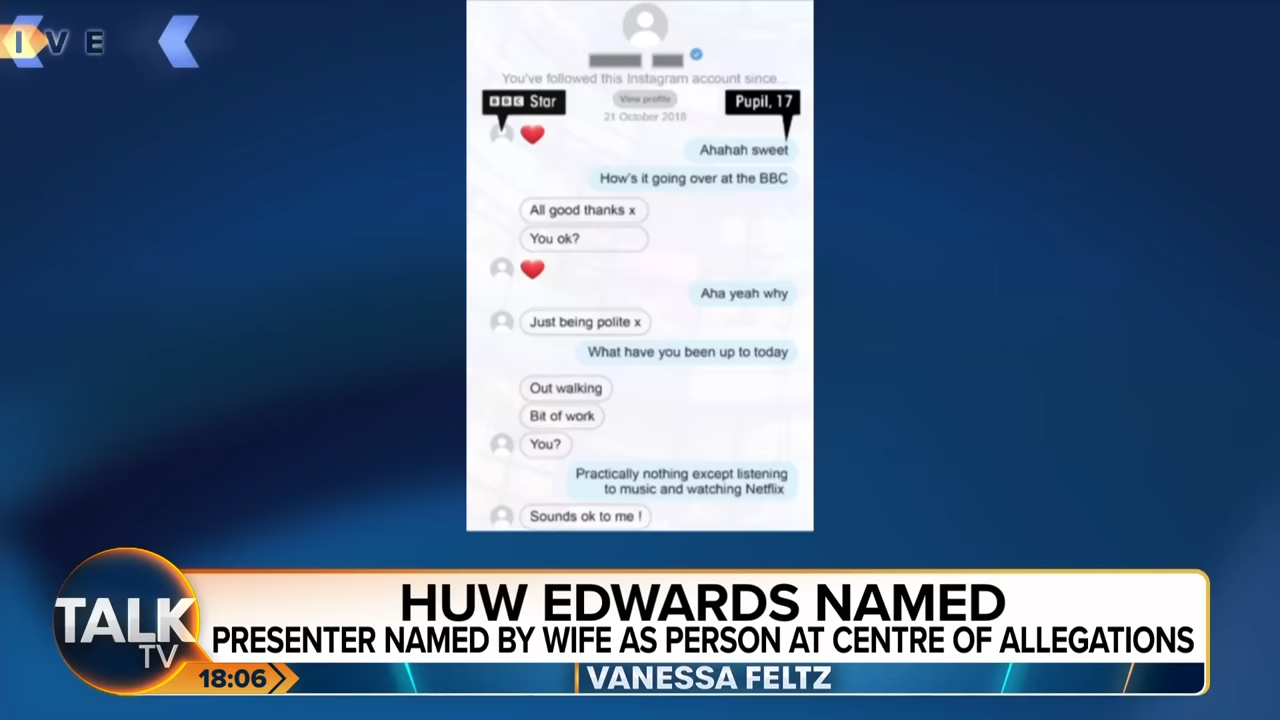 IVE
You've followed this Instagram account since...
BBC Star
View profile
Pupil, 17
21 October 2018
Ahahah sweet
How's it going over at the BBC
All good thanks x
You ok?
Aha yeah why
Just being polite x
What have you been up to today
Out walking
Bit of work
You?
Practically nothing except listening
to music and watching Netflix
Sounds ok to me !
HUW EDWARDS NAMED
PRESENTER NAMED BY WIFE AS PERSON AT CENTRE OF ALLEGATIONS
TALK
TV
18:06
VANESSA FELTZ